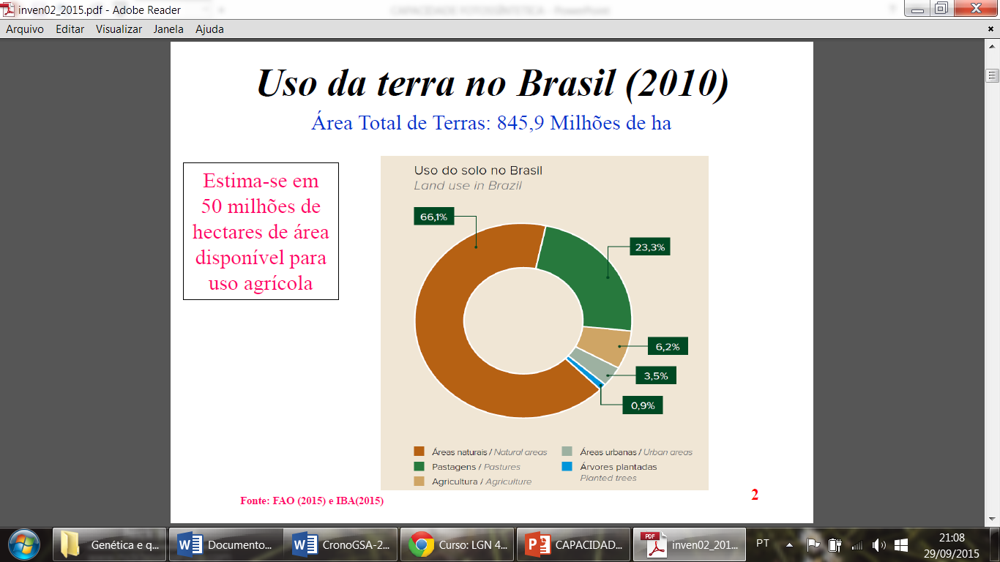 inven02_2015.pdf - Adobe Reader
Arquivo Editar Visualizar Janela Ajuda
Uso da terra no Brasil (2010)
Área Total de Terras: 845,9 Milhões de ha
Estima-se em
50 milhões de
hectares de área
disponível para
uso agrícola
Uso do solo no Brasil
Land use in Brazil
66,1%
23,3%
6,2%
3,5%
0,9%
Áreas naturais / Natural areas
Pastagens / Pastures
Agricultura / Agriculture
Áreas urbanas / Urban areas
Árvores plantadas
Planted trees
Fonte: FAO (2015) e IBA(2015)
2
Genética e q...
Documento...
CronoGSA-2...
Curso: LGN 4...
CAPACIDAD...
inven02_201...
PT
21:08
29/09/2015